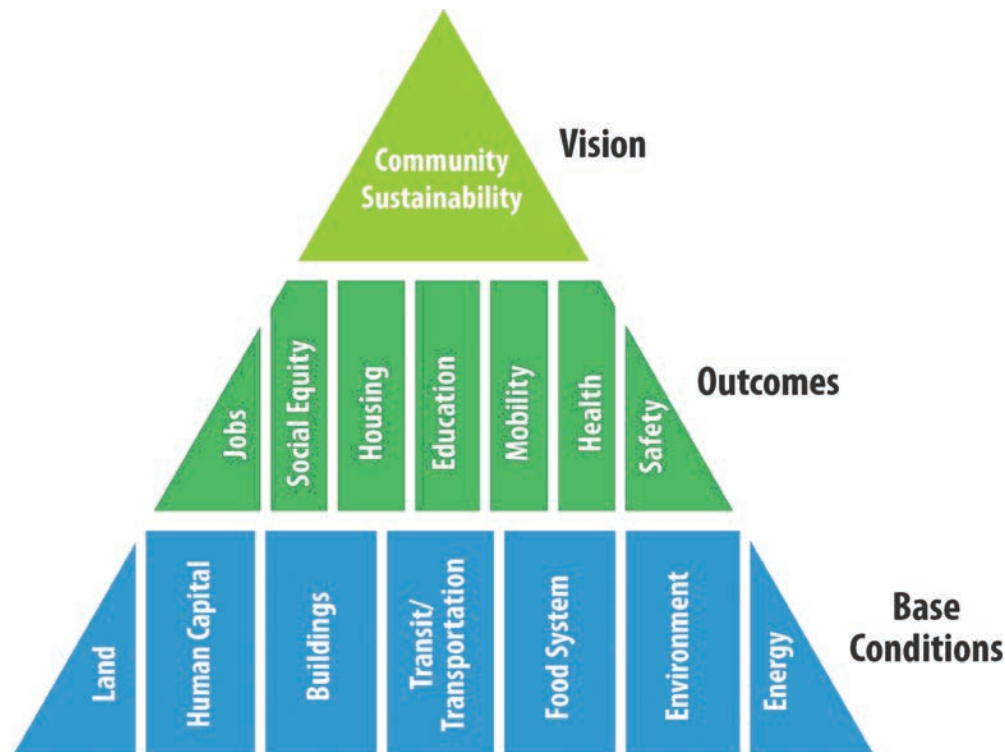 Community
Sustainability
Vision
Jobs
Social Equity
Housing
Education
Mobility
Health
Safety
Outcomes
Land
Human Capital
Buildings
Transit/
Transportation
Food System
Environment
Energy
Base
Conditions